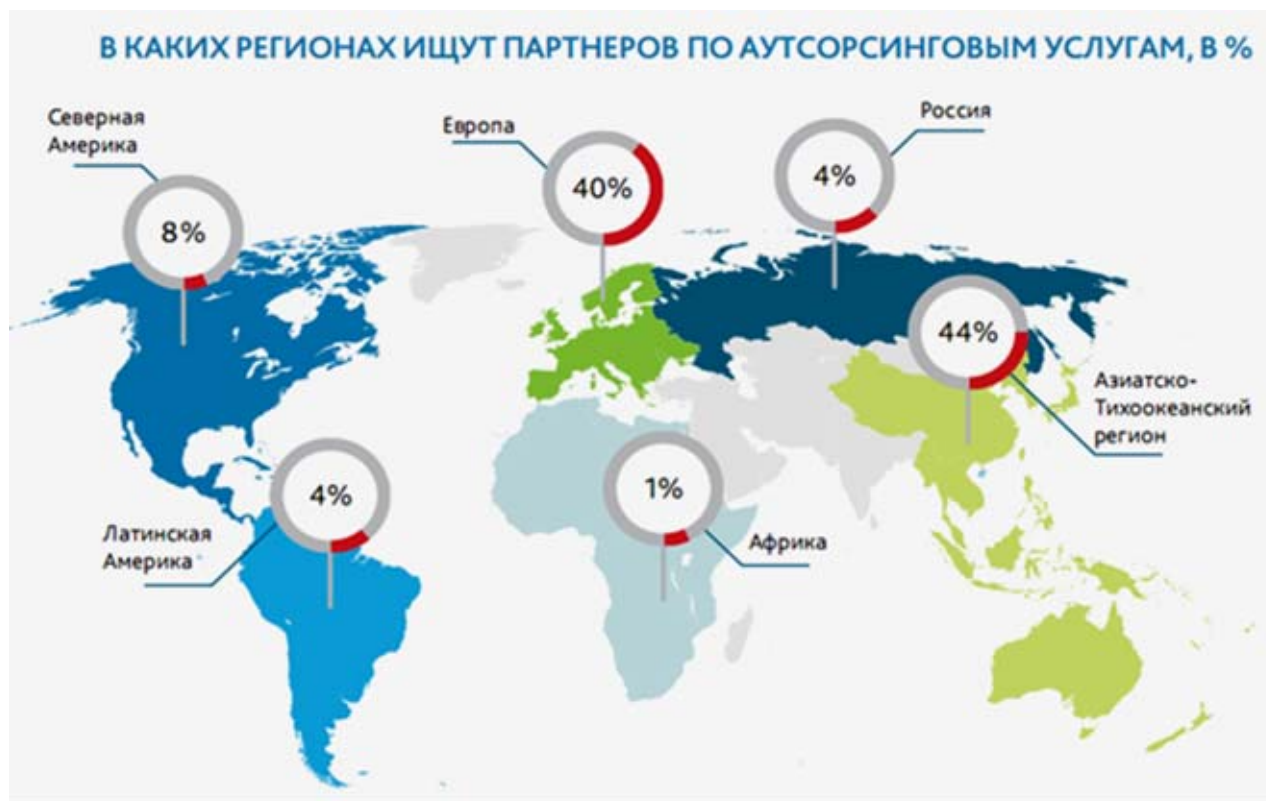 В КАКИХ РЕГИОНАХ ИЩУТ ПАРТНЕРОВ ПО АУТСОРСИНГОВЫМ УСЛУГАМ, В %
Северная
Америка
8%
Европа
40%
Россия
4%
44%
Азиатско-
Тихоокеанский
регион
Латинская
Америка
4%
1%
Африка